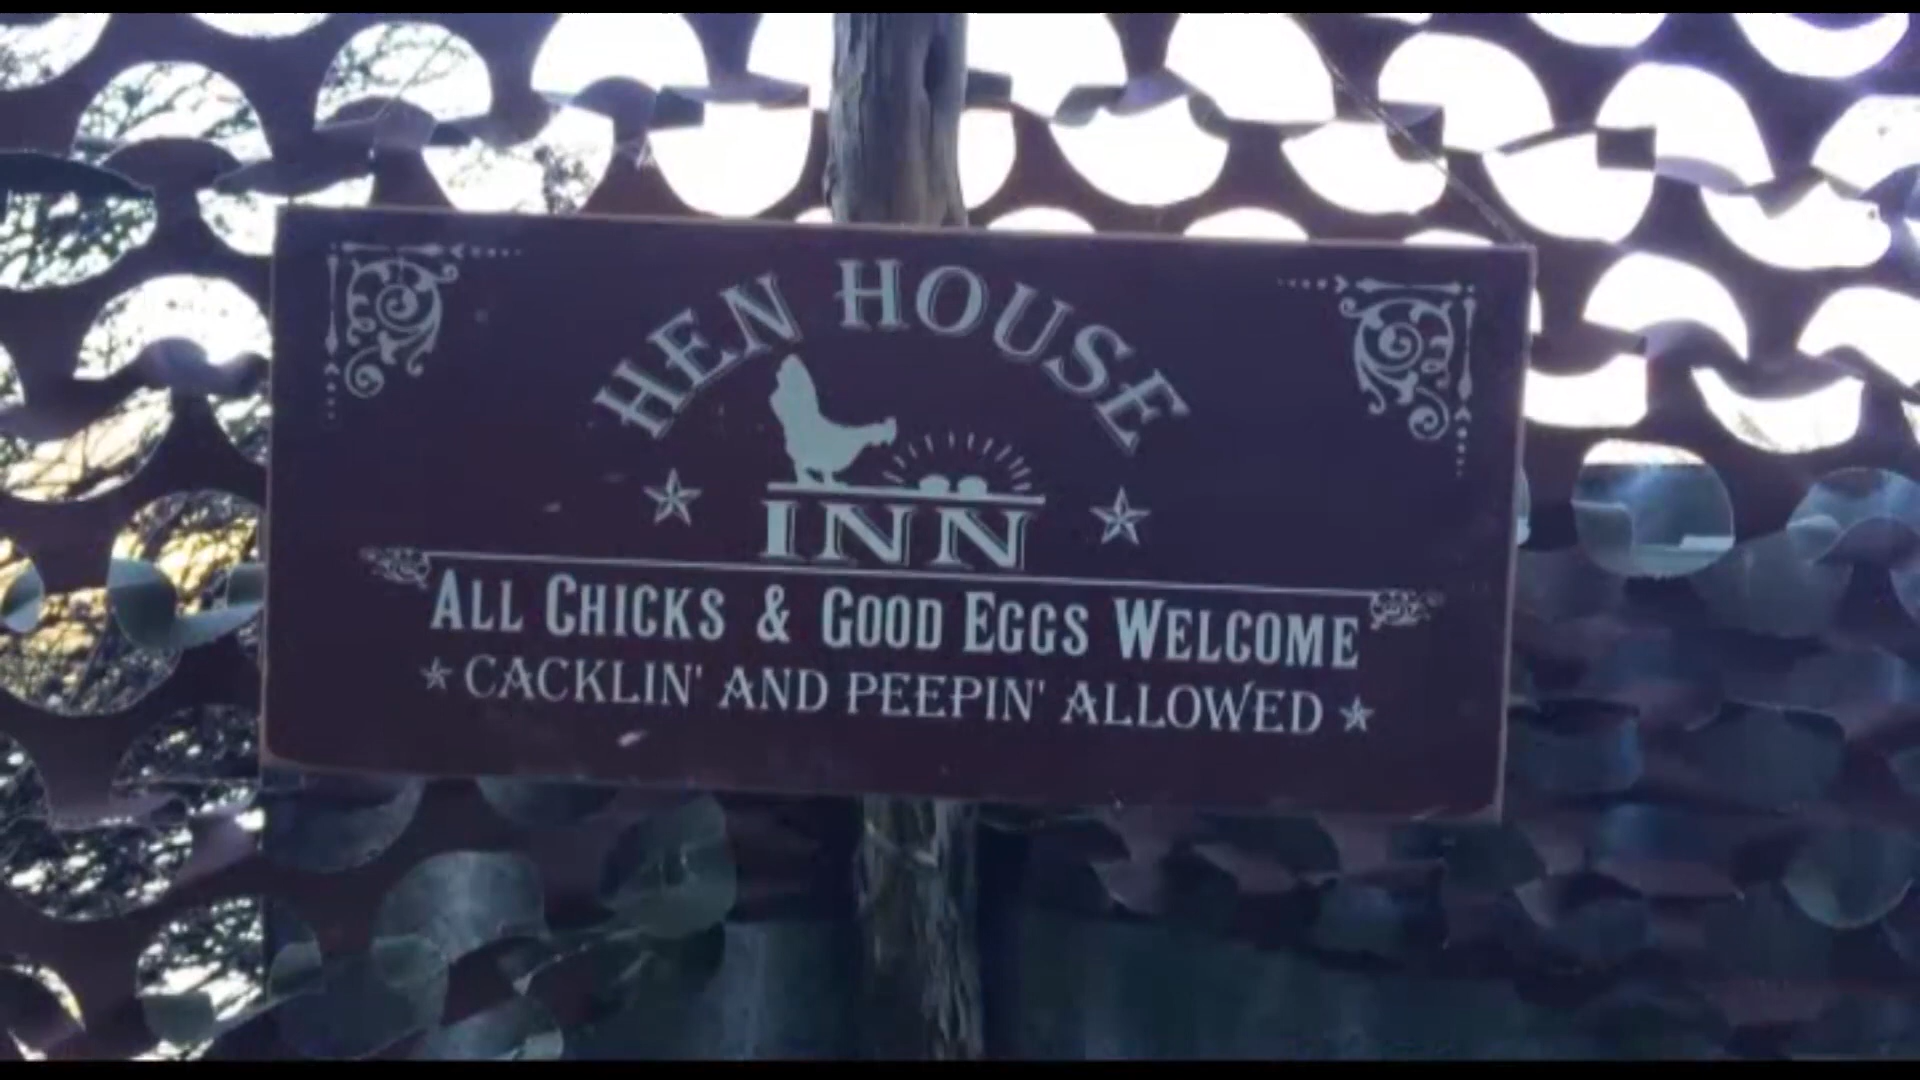 HEN HOUSE
INN
ALL CHICKS & GOOD EGGS WELCOME
CACKLIN' AND PEEPIN' ALLOWED